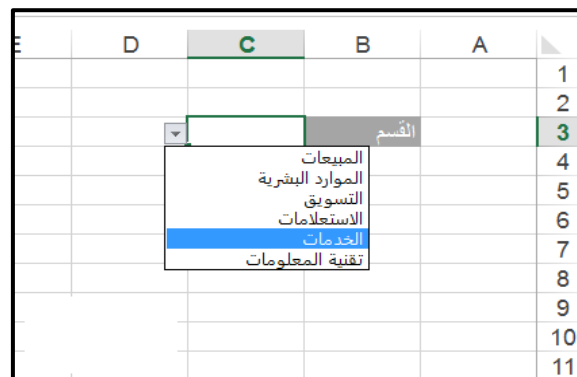 A B C D E
1
2
3 القسم
4 المبيعات
5 الموارد البشرية
التسويق
6 الاستعلامات
7 الخدمات
تقنية المعلومات
8
9
10
11